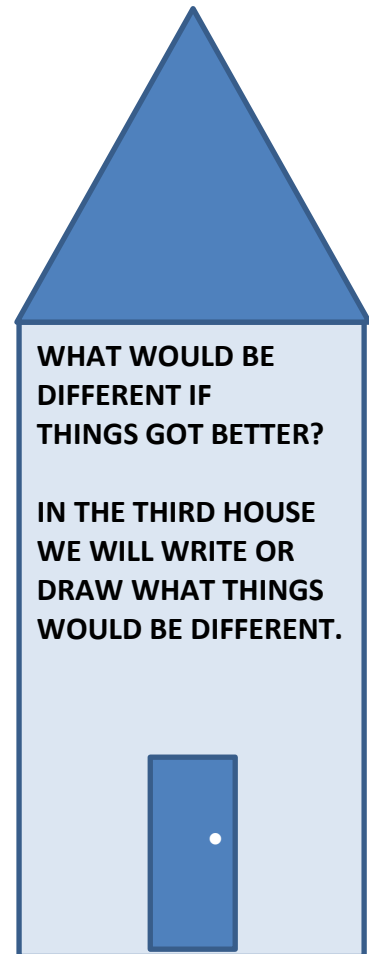 WHAT WOULD BE
DIFFERENT IF
THINGS GOT BETTER?
IN THE THIRD HOUSE
WE WILL WRITE OR
DRAW WHAT THINGS
WOULD BE DIFFERENT.